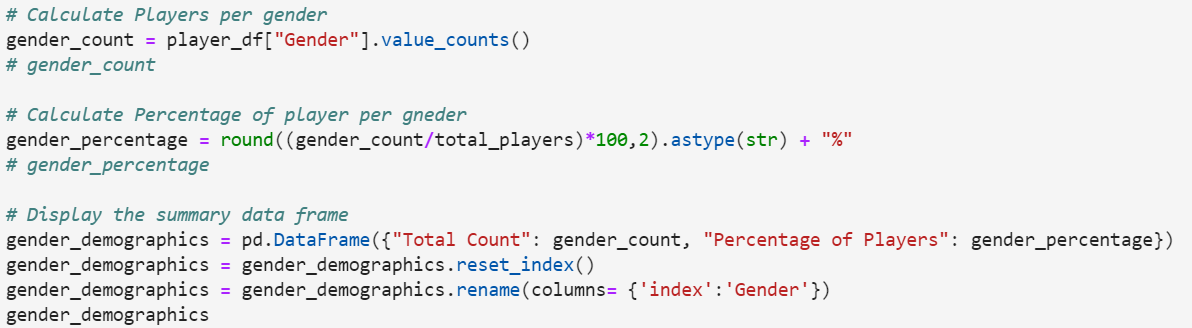 # Calculate Players per gender
gender_count = player_df["Gender"].value_counts()
# gender_count
# Calculate Percentage of player per gneder
gender_percentage = round((gender_count/total_players)*100,2).astype(str) + "%"
# gender_percentage
# Display the summary data frame
gender_demographics = pd.DataFrame({"Total Count": gender_count, "Percentage of Players": gender_percentage})
gender_demographics = gender_demographics.reset_index()
gender_demographics = gender_demographics.rename(columns= {'index':'Gender'})
gender_demographics